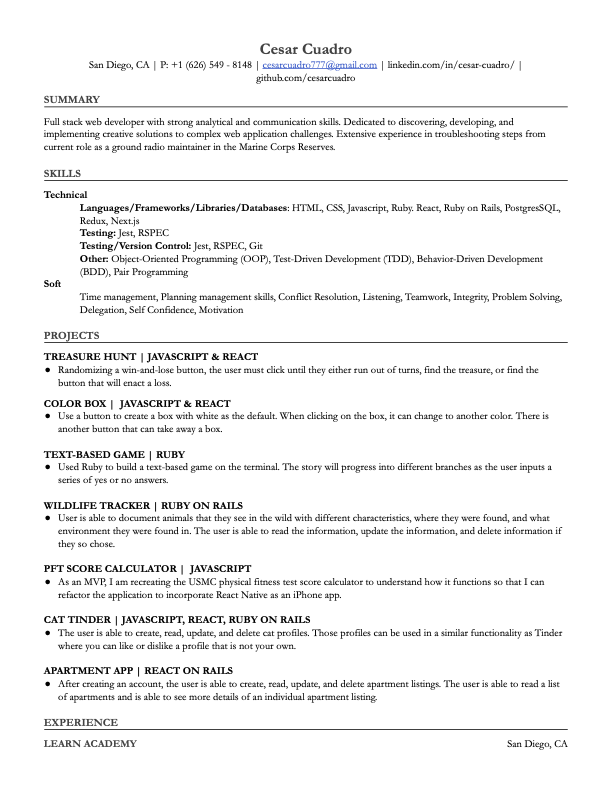 Cesar Cuadro
San Diego, CA | P: +1 (626) 549 - 8148 | cesarcuadro777@gmail.com | linkedin.com/in/cesar-cuadro/ |
github.com/cesarcuadro
SUMMARY
Full stack web developer with strong analytical and communication skills. Dedicated to discovering, developing, and
implementing creative solutions to complex web application challenges. Extensive experience in troubleshooting steps from
current role as a ground radio maintainer in the Marine Corps Reserves.
SKILLS
Technical
Languages/Frameworks/Libraries/Databases: HTML, CSS, Javascript, Ruby. React, Ruby on Rails, PostgresSQL,
Redux, Next.js
Testing: Jest, RSPEC
Testing/Version Control: Jest, RSPEC, Git
Other: Object-Oriented Programming (OOP), Test-Driven Development (TDD), Behavior-Driven Development
(BDD), Pair Programming
Soft
Time management, Planning management skills, Conflict Resolution, Listening, Teamwork, Integrity, Problem Solving,
Delegation, Self Confidence, Motivation
PROJECTS
TREASURE HUNT | JAVASCRIPT & REACT
● Randomizing a win-and-lose button, the user must click until they either run out of turns, find the treasure, or find the
button that will enact a loss.
COLOR BOX | JAVASCRIPT & REACT
● Use a button to create a box with white as the default. When clicking on the box, it can change to another color. There is
another button that can take away a box.
TEXT-BASED GAME | RUBY
● Used Ruby to build a text-based game on the terminal. The story will progress into different branches as the user inputs a
series of yes or no answers.
WILDLIFE TRACKER | RUBY ON RAILS
● User is able to document animals that they see in the wild with different characteristics, where they were found, and what
environment they were found in. The user is able to read the information, update the information, and delete information if
they so chose.
PFT SCORE CALCULATOR | JAVASCRIPT
● As an MVP, I am recreating the USMC physical fitness test score calculator to understand how it functions so that I can
refactor the application to incorporate React Native as an iPhone app.
CAT TINDER | JAVASCRIPT, REACT, RUBY ON RAILS
● The user is able to create, read, update, and delete cat profiles. Those profiles can be used in a similar functionality as Tinder
where you can like or dislike a profile that is not your own.
APARTMENT APP | REACT ON RAILS
● After creating an account, the user is able to create, read, update, and delete apartment listings. The user is able to read a list
of apartments and is able to see more details of an individual apartment listing.
EXPERIENCE
LEARN ACADEMY San Diego, CA